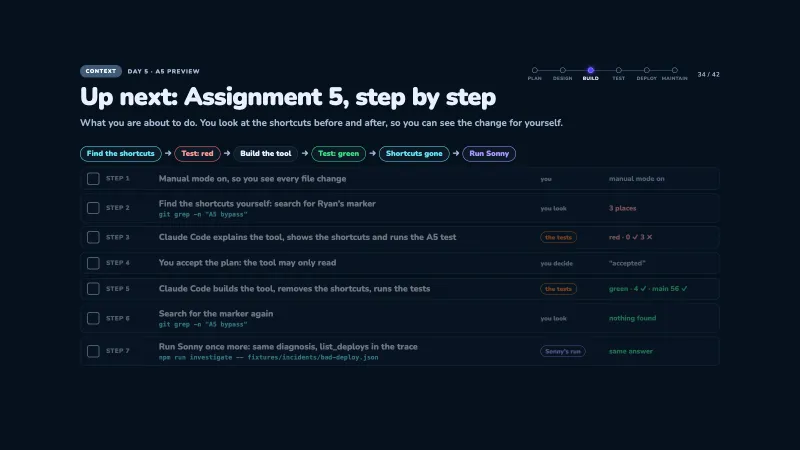 CONTEXT DAY 5 · A5 PREVIEW
PLAN DESIGN BUILD TEST DEPLOY MAINTAIN
34 / 42
Up next: Assignment 5, step by step
What you are about to do. You look at the shortcuts before and after, so you can see the change for yourself.
Find the shortcuts → Test: red → Build the tool → Test: green → Shortcuts gone → Run Sonny
STEP 1 Manual mode on, so you see every file change you manual mode on
STEP 2 Find the shortcuts yourself: search for Ryan's marker you look 3 places
git grep -n "A5 bypass"
STEP 3 Claude Code explains the tool, shows the shortcuts and runs the A5 test the tests red · 0 ✓ 3 ✕
STEP 4 You accept the plan: the tool may only read you decide "accepted"
STEP 5 Claude Code builds the tool, removes the shortcuts, runs the tests the tests green · 4 ✓ · main 56 ✓
STEP 6 Search for the marker again you look nothing found
git grep -n "A5 bypass"
STEP 7 Run Sonny once more: same diagnosis, list_deploys in the trace Sonny's run same answer
npm run investigate -- fixtures/incidents/bad-deploy.json